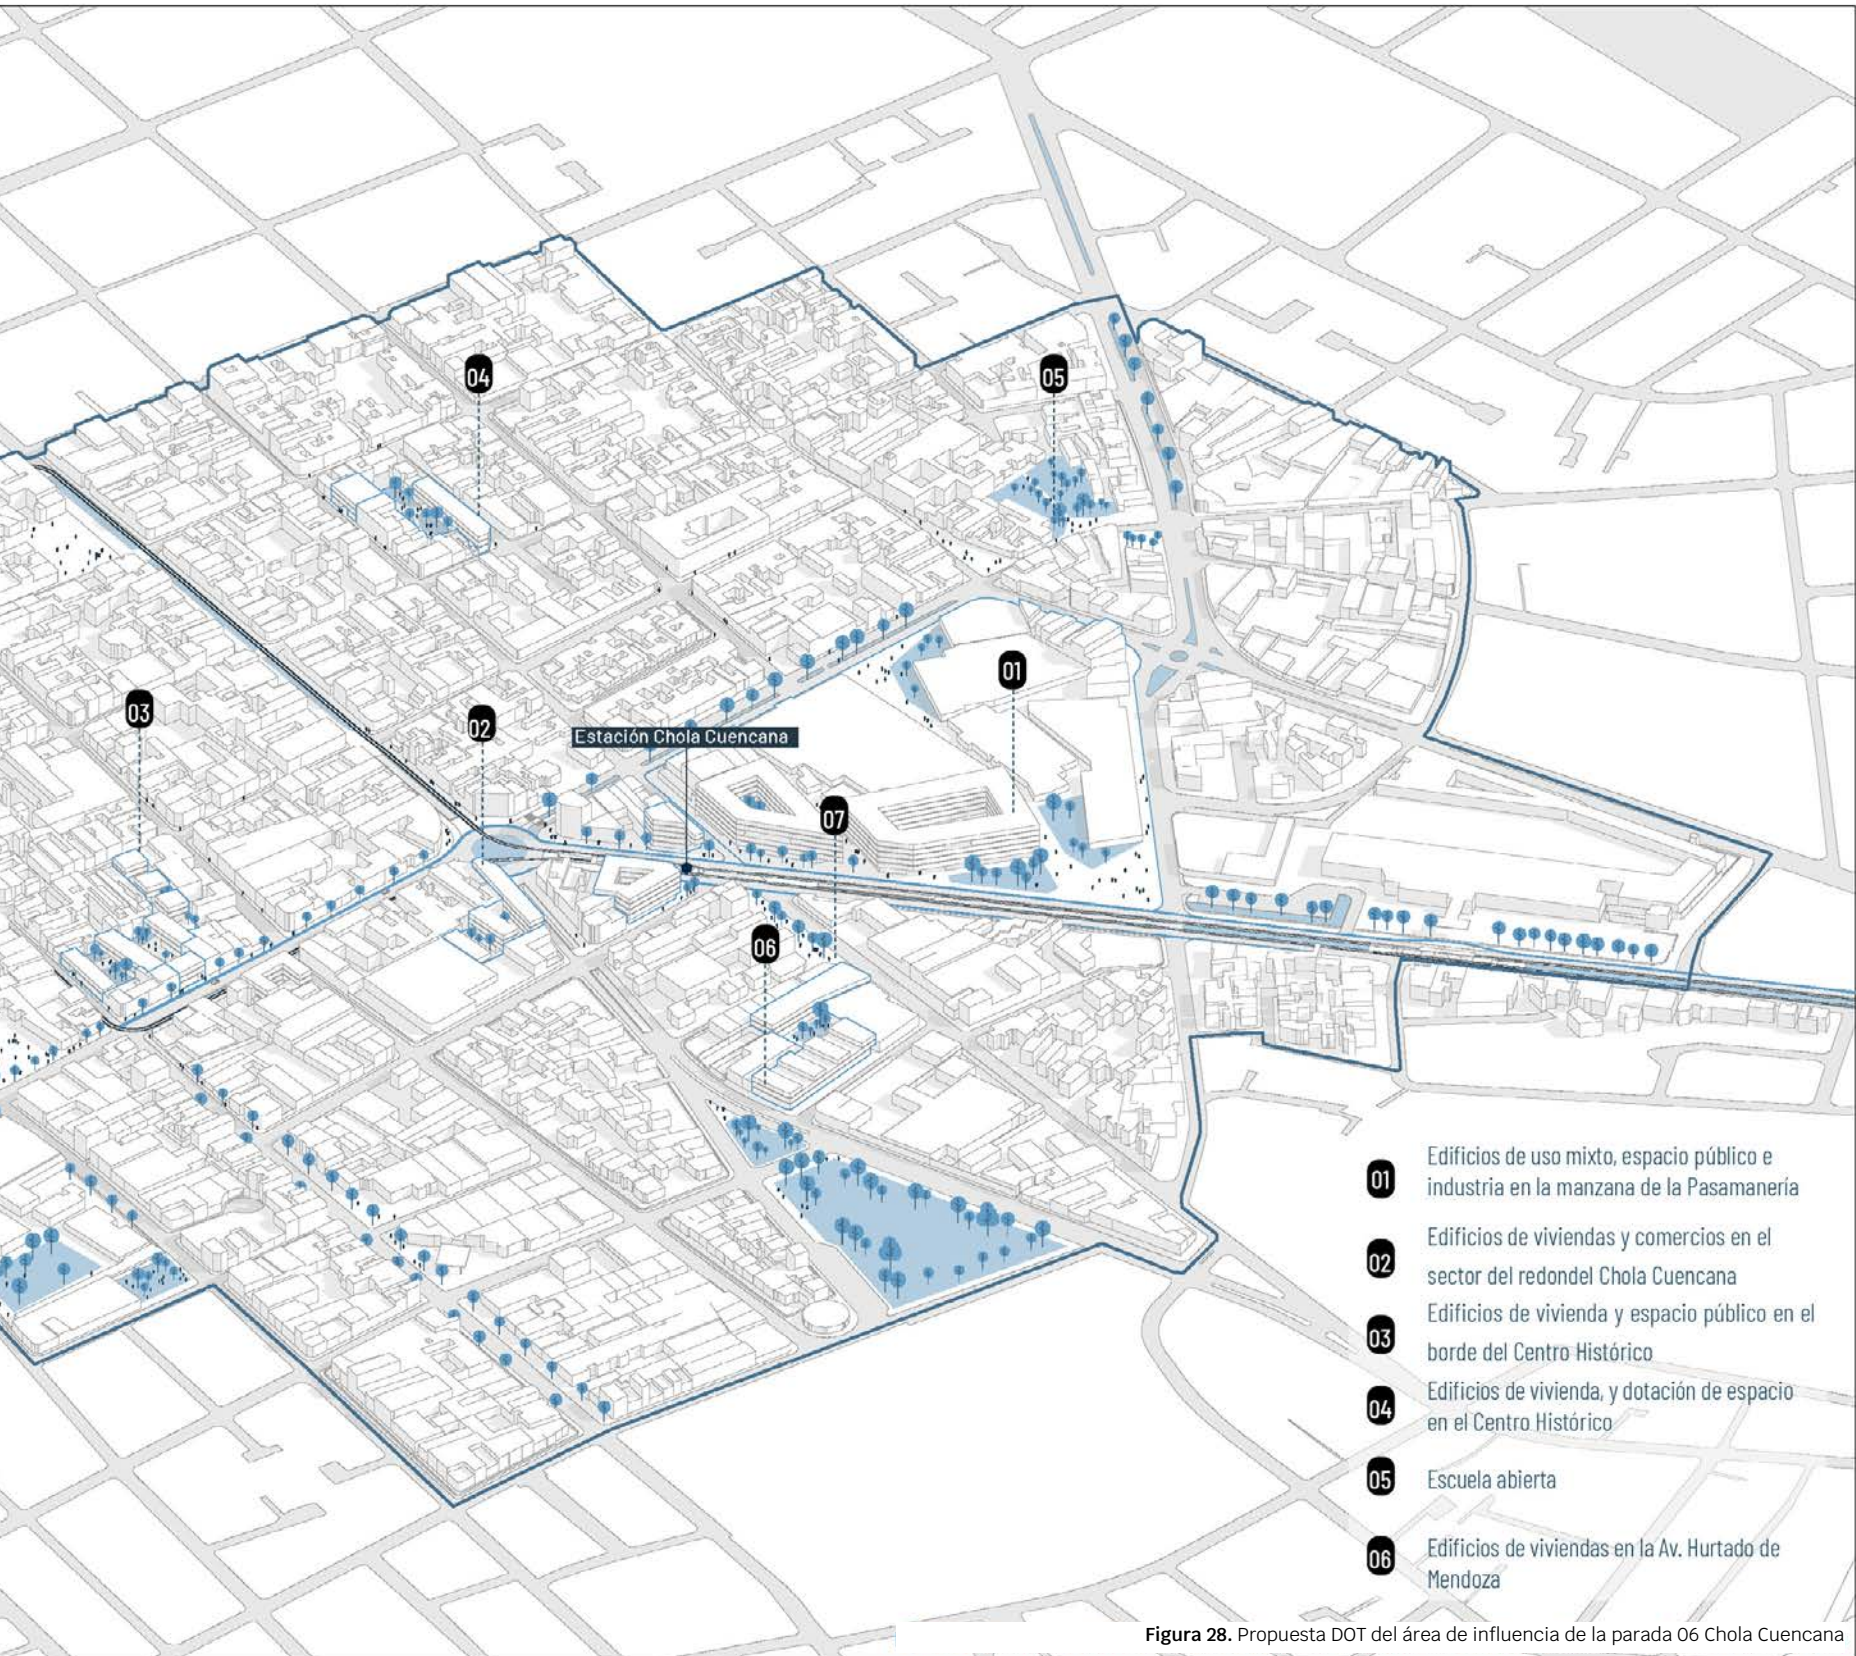 04
05
01
03
02
Estación Chola Cuencana
07
06
01
Edificios de uso mixto, espacio público e
industria en la manzana de la Pasamanería
02
Edificios de viviendas y comercios en el
sector del redondel Chola Cuencana
03
Edificios de vivienda y espacio público en el
borde del Centro Histórico
04
Edificios de vivienda, y dotación de espacio
en el Centro Histórico
05
Escuela abierta
06
Edificios de viviendas en la Av. Hurtado de
Mendoza
Figura 28. Propuesta DOT del área de influencia de la parada 06 Chola Cuencana